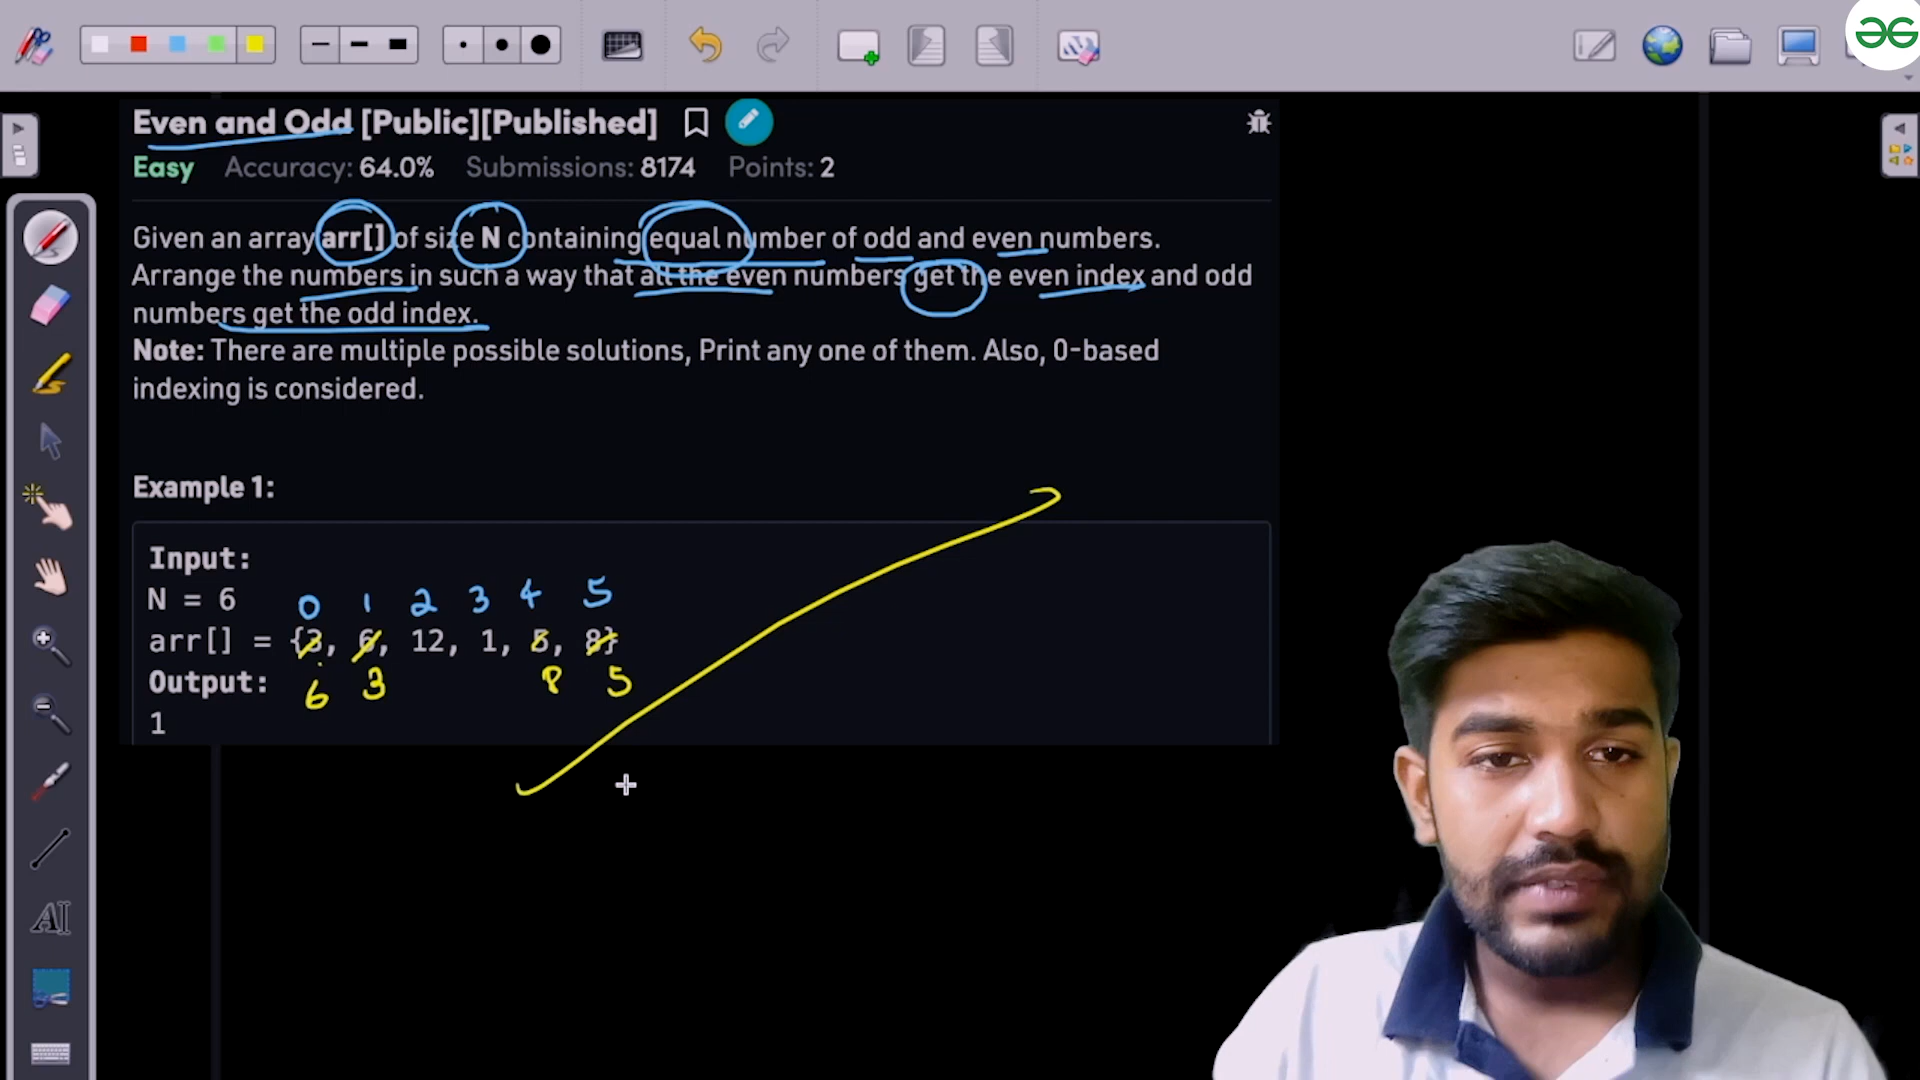 Even and Odd [Public][Published]
Easy Accuracy: 64.0% Submissions: 8174 Points: 2
Given an array arr[] of size N containing equal number of odd and even numbers.
Arrange the numbers in such a way that all the even numbers get the even index and odd
numbers get the odd index.
Note: There are multiple possible solutions, Print any one of them. Also, 0-based
indexing is considered.
Example 1:
Input:
N = 6
0 1 2 3 4 5
arr[] = {3, 6, 12, 1, 5, 8}
Output:
6 3 8 5
1
AI